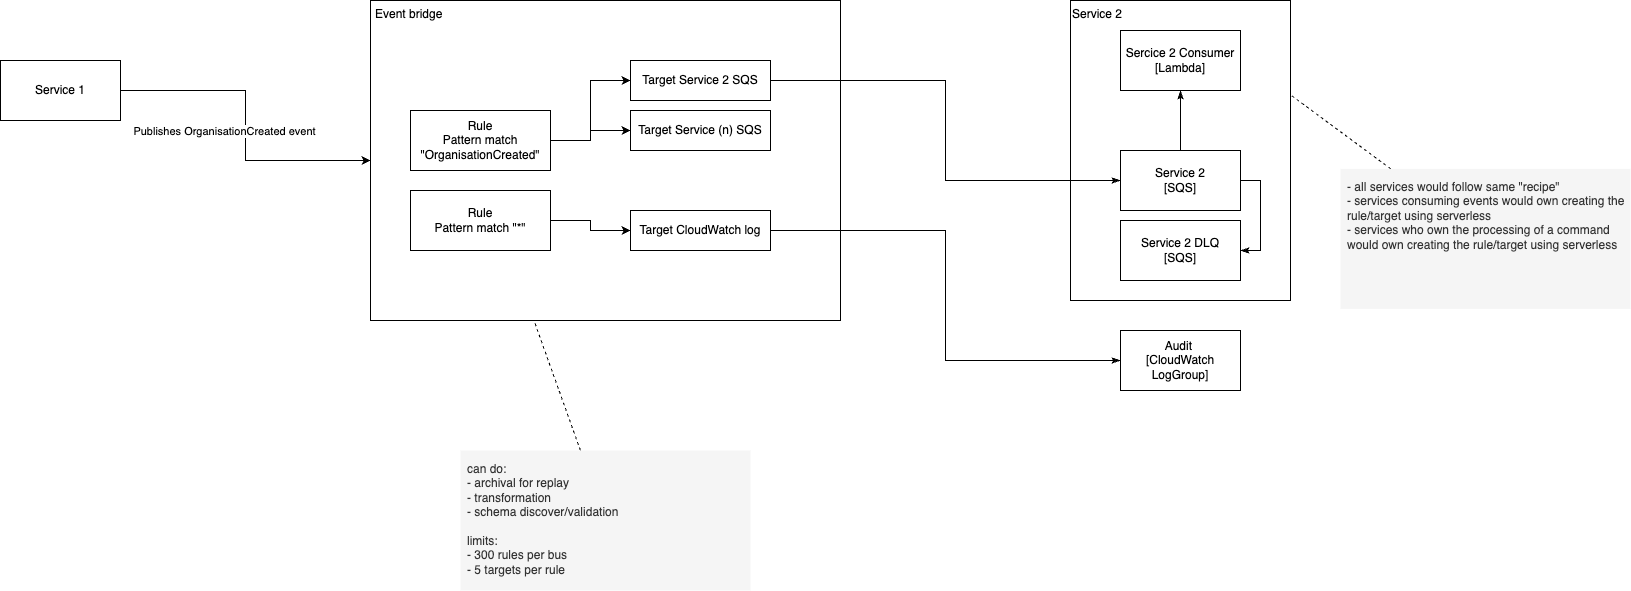 Event bridge
Service 2
Sercice 2 Consumer
[Lambda]
Service 1
Target Service 2 SQS
Publishes OrganisationCreated event
Rule
Pattern match
"OrganisationCreated"
Target Service (n) SQS
Service 2
[SQS]
- all services would follow same "recipe"
- services consuming events would own creating the
rule/target using serverless
- services who own the processing of a command
would own creating the rule/target using serverless
Rule
Pattern match "*"
Target CloudWatch log
Service 2 DLQ
[SQS]
Audit
[CloudWatch
LogGroup]
can do:
- archival for replay
- transformation
- schema discover/validation
limits:
- 300 rules per bus
- 5 targets per rule